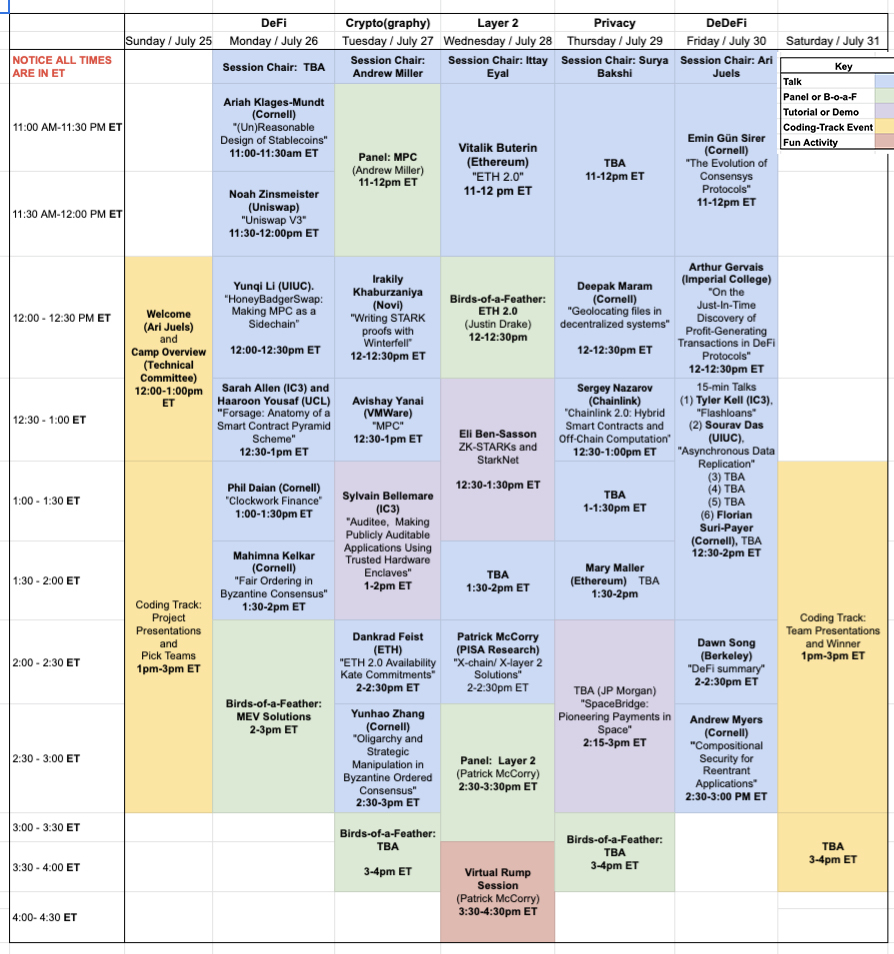 DeFi
Crypto(graphy)
Layer 2
Privacy
DeDeFi
Sunday / July 25
Monday / July 26
Tuesday / July 27
Wednesday / July 28
Thursday / July 29
Friday / July 30
Saturday / July 31
NOTICE ALL TIMES
ARE IN ET
Session Chair: TBA
Session Chair:
Andrew Miller
Session Chair: Ittay
Eyal
Session Chair: Surya
Bakshi
Session Chair: Ari
Juels
Key
Talk
Panel or B-o-a-F
Tutorial or Demo
Coding-Track Event
Fun Activity
11:00 AM-11:30 PM ET
Ariah Klages-Mundt
(Cornell)
"(Un)Reasonable
Design of Stablecoins"
11:00-11:30am ET
Panel: MPC
(Andrew Miller)
11-12pm ET
Vitalik Buterin
(Ethereum)
"ETH 2.0"
11-12 pm ET
TBA
11-12pm ET
Emin Gün Sirer
(Cornell)
"The Evolution of
Consensys
Protocols"
11-12pm ET
11:30 AM-12:00 PM ET
Noah Zinsmeister
(Uniswap)
"Uniswap V3"
11:30-12:00pm ET
12:00 - 12:30 PM ET
Welcome
(Ari Juels)
and
Camp Overview
(Technical
Committee)
12:00-1:00pm
ET
Yunqi Li (UIUC).
"HoneyBadgerSwap:
Making MPC as a
Sidechain"
12:00-12:30pm ET
Irakily
Khaburzaniya
(Novi)
"Writing STARK
proofs with
Winterfell"
12-12:30pm ET
Birds-of-a-Feather:
ETH 2.0
(Justin Drake)
12-12:30pm
Deepak Maram
(Cornell)
"Geolocating files in
decentralized systems"
12-12:30pm ET
Arthur Gervais
(Imperial College)
"On the
Just-In-Time
Discovery of
Profit-Generating
Transactions in DeFi
Protocols"
12-12:30pm ET
12:30 - 1:00 ET
Sarah Allen (IC3) and
Haaroon Yousaf (UCL)
"Forsage: Anatomy of a
Smart Contract Pyramid
Scheme"
12:30-1pm ET
Avishay Yanai
(VMWare)
"MPC"
12:30-1pm ET
Eli Ben-Sasson
ZK-STARKs and
StarkNet
12:30-1:30pm ET
Sergey Nazarov
(Chainlink)
"Chainlink 2.0: Hybrid
Smart Contracts and
Off-Chain Computation"
12:30-1:00pm ET
15-min Talks
(1) Tyler Kell (IC3),
"Flashloans"
(2) Sourav Das
(UIUC),
"Asynchronous Data
Replication"
(3) TBA
(4) TBA
(5) TBA
(6) Florian
Suri-Payer
(Cornell), TBA
12:30-2pm ET
1:00 - 1:30 ET
Coding Track:
Project
Presentations
and
Pick Teams
1pm-3pm ET
Phil Daian (Cornell)
"Clockwork Finance"
1:00-1:30pm ET
Sylvain Bellemare
(IC3)
"Auditee, Making
Publicly Auditable
Applications Using
Trusted Hardware
Enclaves"
1-2pm ET
TBA
1-1:30pm ET
Coding Track:
Team Presentations
and Winner
1pm-3pm ET
1:30 - 2:00 ET
Mahimna Kelkar
(Cornell)
"Fair Ordering in
Byzantine Consensus"
1:30-2pm ET
TBA
1:30-2pm ET
Mary Maller
(Ethereum) TBA
1:30-2pm
2:00 - 2:30 ET
Birds-of-a-Feather:
MEV Solutions
2-3pm ET
Dankrad Feist
(ETH)
"ETH 2.0 Availability
Kate Commitments"
2-2:30pm ET
Patrick McCorry
(PISA Research)
"X-chain/ X-layer 2
Solutions"
2-2:30pm ET
TBA (JP Morgan)
"SpaceBridge:
Pioneering Payments in
Space"
2:15-3pm ET
Dawn Song
(Berkeley)
"DeFi summary"
2-2:30pm ET
2:30 - 3:00 ET
Yunhao Zhang
(Cornell)
"Oligarchy and
Strategic
Manipulation in
Byzantine Ordered
Consensus"
2:30-3pm ET
Panel: Layer 2
(Patrick McCorry)
2:30-3:30pm ET
Andrew Myers
(Cornell)
"Compositional
Security for
Reentrant
Applications"
2:30-3:00 PM ET
3:00 - 3:30 ET
Birds-of-a-Feather:
TBA
3-4pm ET
Birds-of-a-Feather:
TBA
3-4pm ET
TBA
3-4pm ET
3:30 - 4:00 ET
Virtual Rump
Session
(Patrick McCorry)
3:30-4:30pm ET
4:00- 4:30 ET